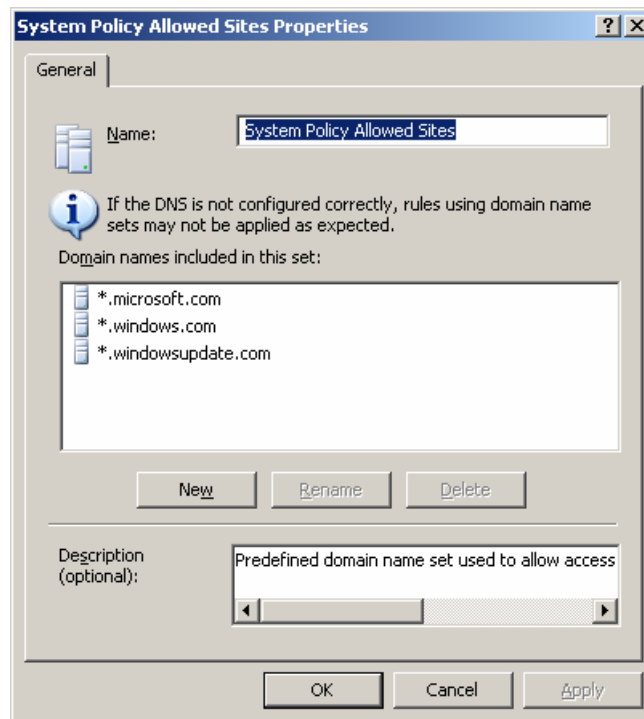 System Policy Allowed Sites Properties
General
Name:
System Policy Allowed Sites
If the DNS is not configured correctly, rules using domain name
sets may not be applied as expected.
Domain names included in this set:
*.microsoft.com
*.windows.com
*.windowsupdate.com
New
Rename
Delete
Description
(optional):
Predefined domain name set used to allow access
OK
Cancel
Apply